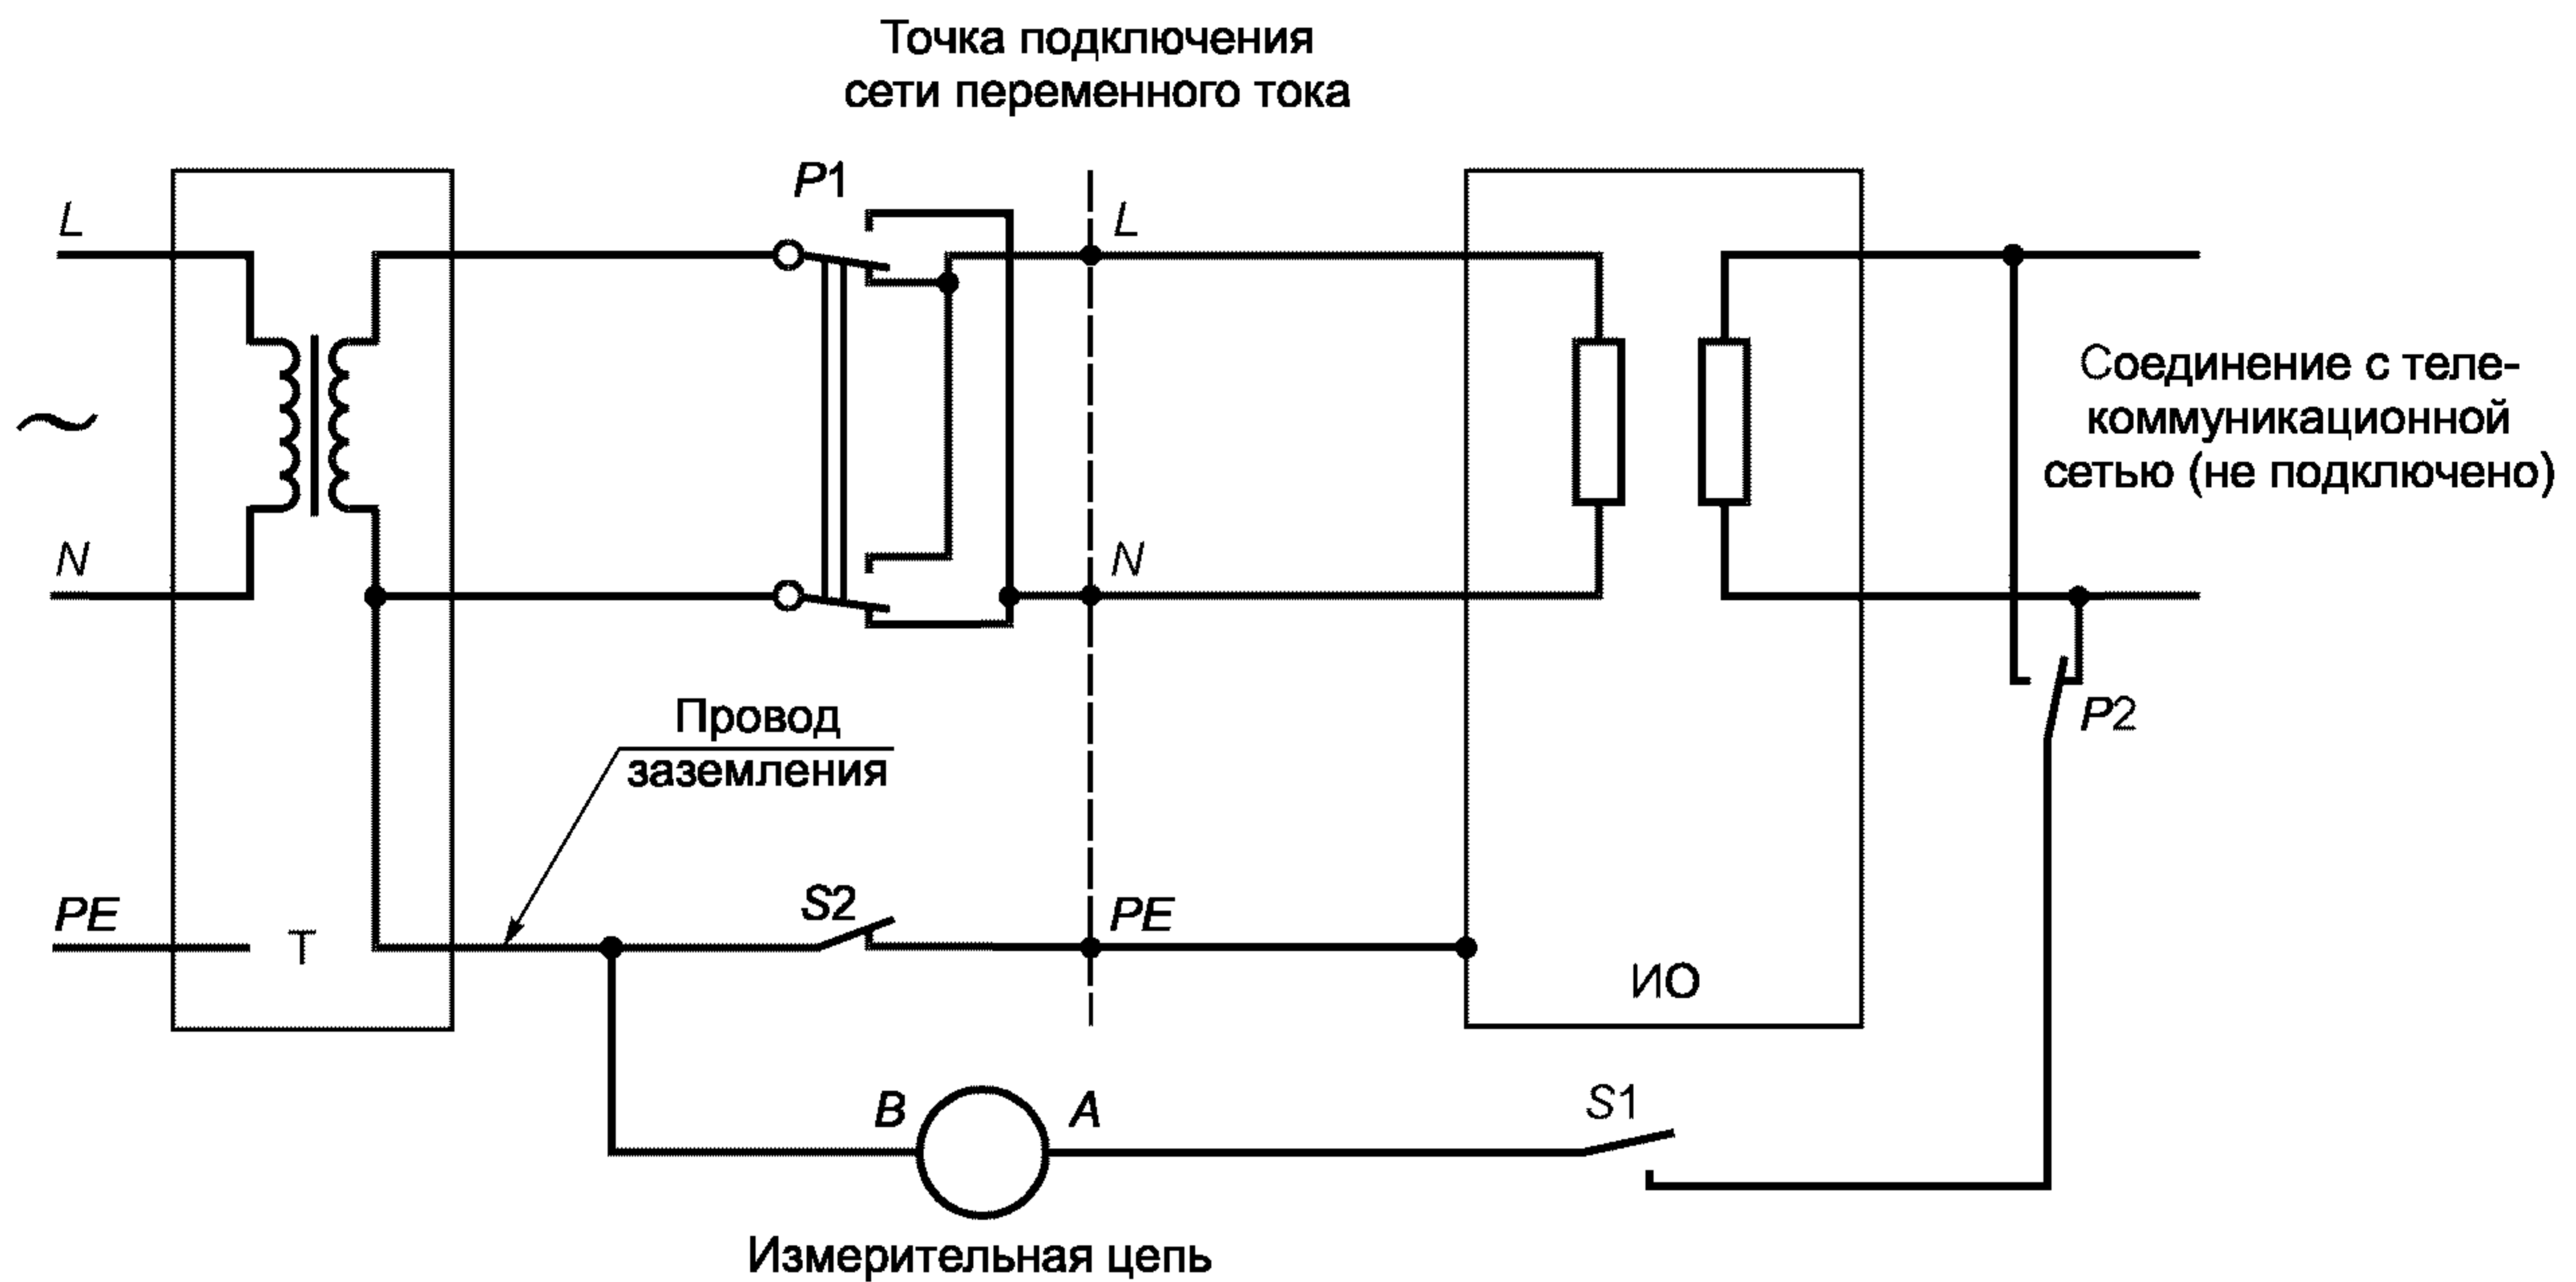 Точка подключения
сети переменного тока
P1
L
L
Соединение с теле-
коммуникационной
сетью (не подключено)
N
N
P2
Провод
заземления
S2
PE
PE
T
ИО
B
A
S1
Измерительная цепь